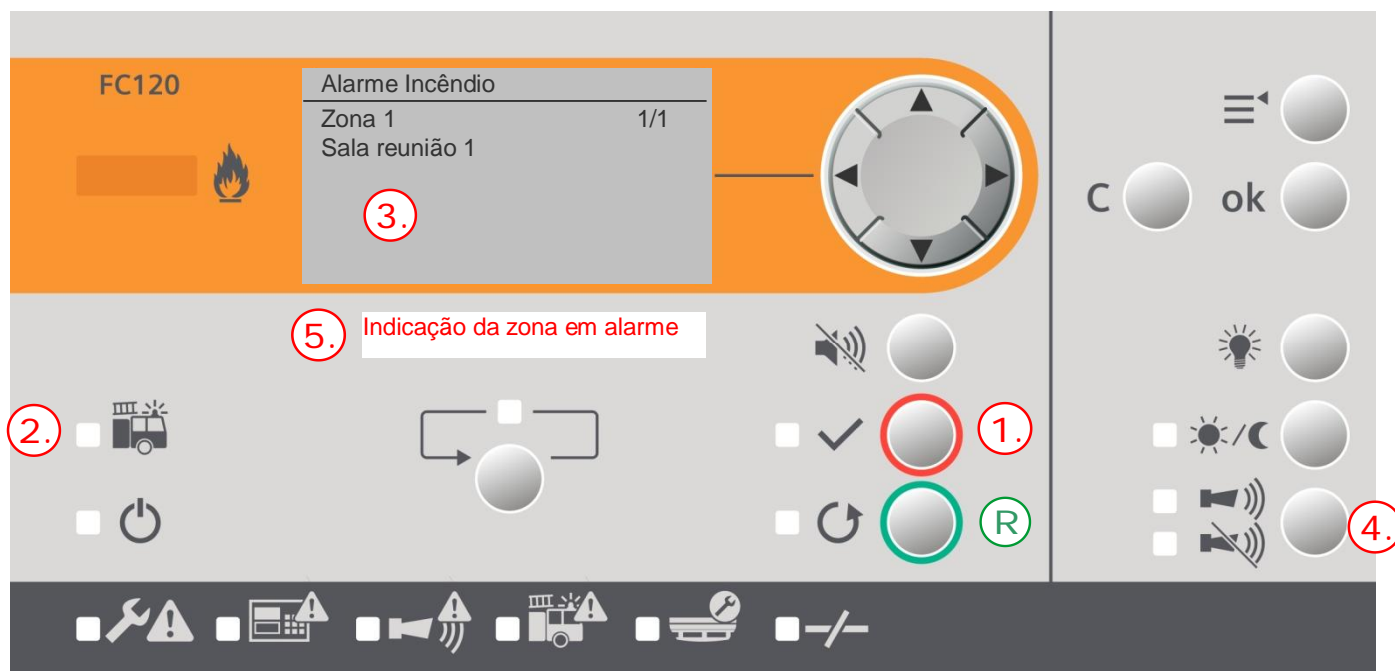 FC120
Alarme Incêndio
Zona 1 1/1
Sala reunião 1
3.
C
ok
5. Indicação da zona em alarme
2.
1.
R
4.